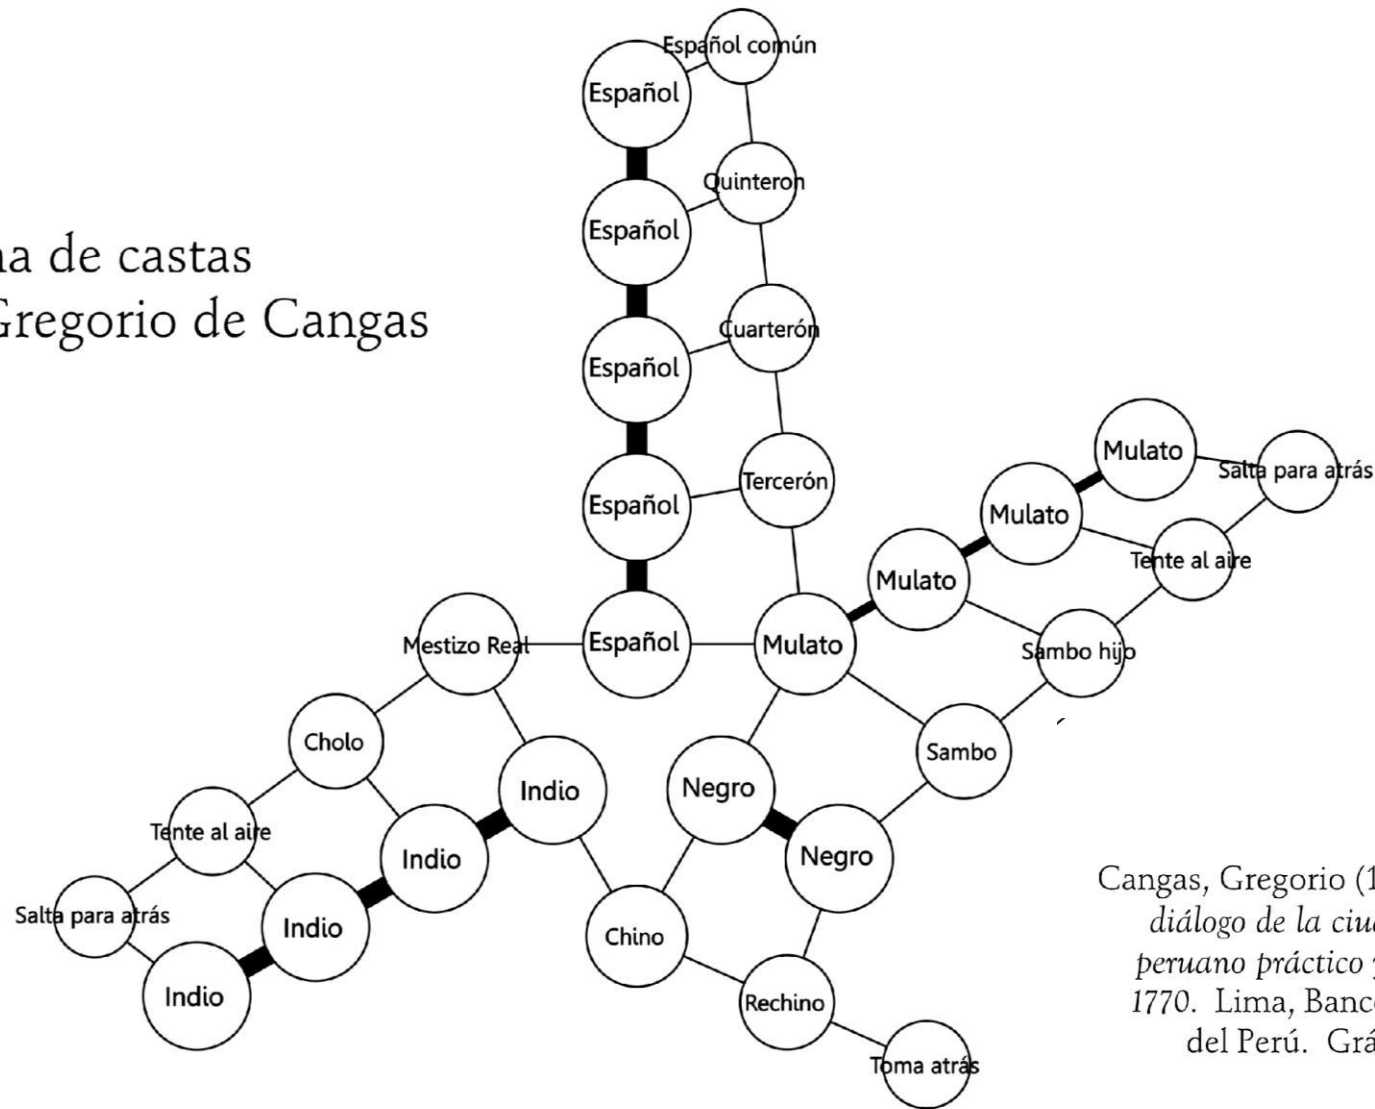 Español común
Español
Quinteron
Español
na de castas
Gregorio de Cangas
Cuarterón
Español
Mulato
Salta para atrás
Tercerón
Español
Mulato
Tente al aire
Mulato
Mestizo Real
Español
Mulato
Sambo hijo
Cholo
Sambo
Indio
Negro
Tente al aire
Indio
Negro
Salta para atrás
Indio
Chino
Indio
Rechino
Toma atrás
Cangas, Gregorio (1
diálogo de la ciu
peruano práctico
1770. Lima, Banc
del Perú. Grá